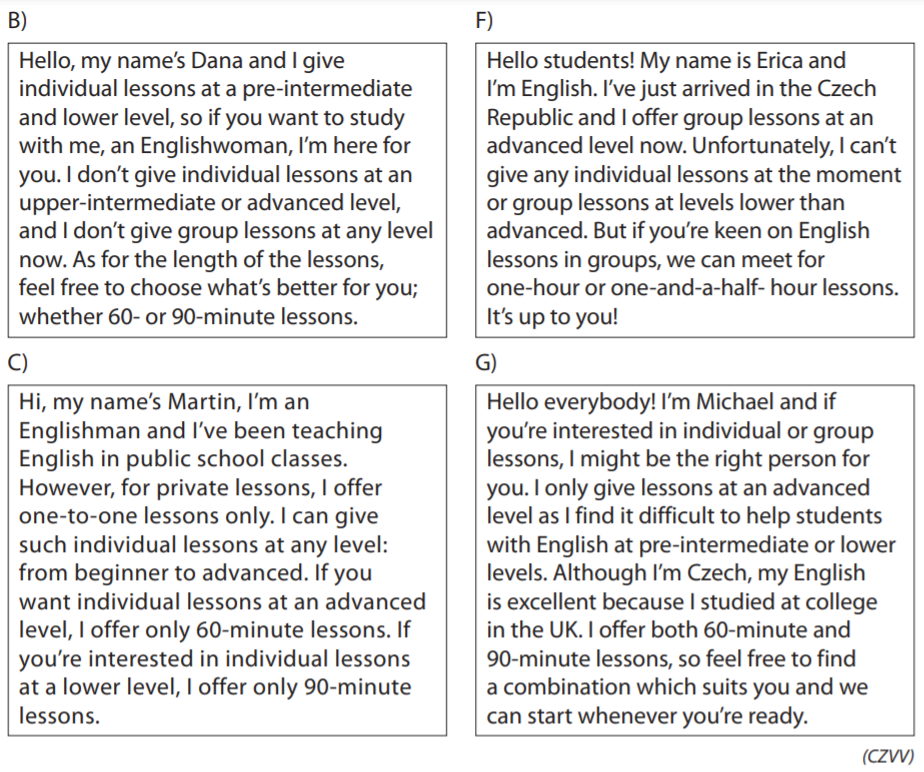 B)
Hello, my name's Dana and I give
individual lessons at a pre-intermediate
and lower level, so if you want to study
with me, an Englishwoman, I'm here for
you. I don't give individual lessons at an
upper-intermediate or advanced level,
and I don't give group lessons at any level
now. As for the length of the lessons,
feel free to choose what's better for you;
whether 60- or 90-minute lessons.
C)
Hi, my name's Martin, I'm an
Englishman and I've been teaching
English in public school classes.
However, for private lessons, I offer
one-to-one lessons only. I can give
such individual lessons at any level:
from beginner to advanced. If you
want individual lessons at an advanced
level, I offer only 60-minute lessons. If
you're interested in individual lessons
at a lower level, I offer only 90-minute
lessons.
F)
Hello students! My name is Erica and
I'm English. I've just arrived in the Czech
Republic and I offer group lessons at an
advanced level now. Unfortunately, I can't
give any individual lessons at the moment
or group lessons at levels lower than
advanced. But if you're keen on English
lessons in groups, we can meet for
one-hour or one-and-a-half- hour lessons.
It's up to you!
G)
Hello everybody! I'm Michael and if
you're interested in individual or group
lessons, I might be the right person for
you. I only give lessons at an advanced
level as I find it difficult to help students
with English at pre-intermediate or lower
levels. Although I'm Czech, my English
is excellent because I studied at college
in the UK. I offer both 60-minute and
90-minute lessons, so feel free to find
a combination which suits you and we
can start whenever you're ready.
(CZVV)